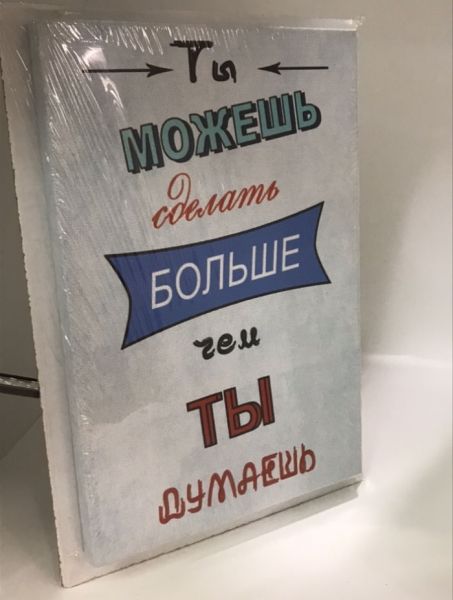 Ты
МОЖЕШЬ
сделать
БОЛЬШЕ
чем
ТЫ
ДУМАЕШЬ